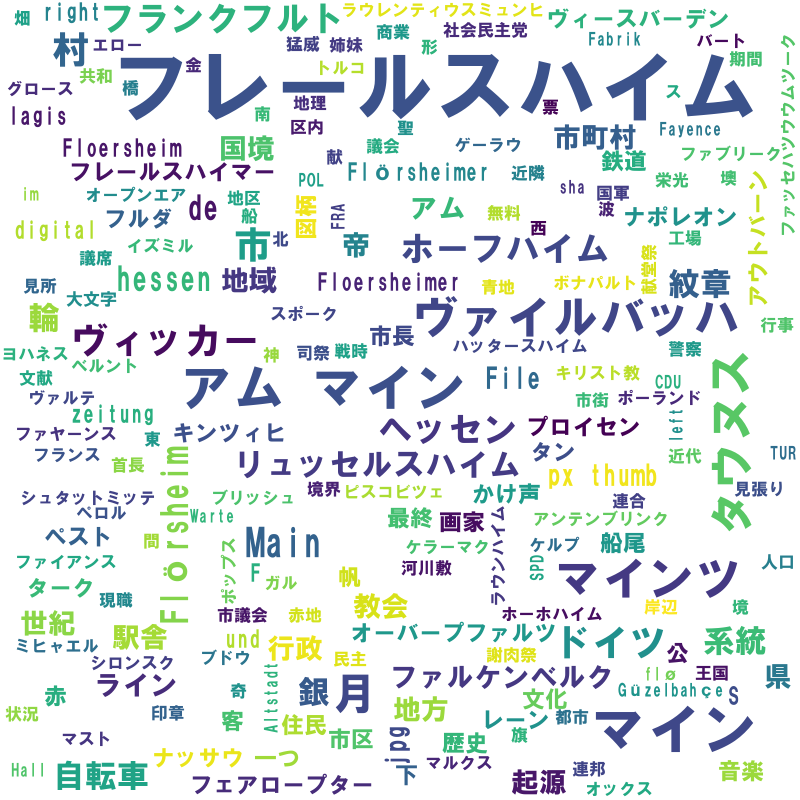 畑
right
フランクフルト
ラウレンティウスミュンヒ
ヴィースバーデン
村
エロー
猛威
姉妹
商業
形
社会民主党
Fabrik
バート
共和
橋
金
トルコ
フレールスハイム
期間
グロース
lagis
南
地理
区内
聖
票
ス
ファッセハツウウムツーク
Floersheim
国境
議会
ゲーラウ
市町村
Fayence
フレールスハイマー
献
Flörsheimer
近隣
鉄道
ファブリーク
im
オープンエア
地区
POL
sha
国軍
栄光
墺
digital
フルダ
de
船
図柄
FRA
アム
無料
西
波
ナポレオン
アウトバーン
議席
イズミル
市
北
帝
ホーフハイム
献堂祭
工場
見所
大文字
hessen
地域
Floersheimer
青地
ボナパルト
紋章
輪
スポーク
市長
ヴァイルバッハ
行事
ヨハネス
ベルント
ヴィッカー
神
司祭
戦時
ハッタースハイム
警察
文献
アム マイン
File
キリスト教
CDU
タウヌス
ヴァルテ
zeitung
市街
ポーランド
ファヤーンス
東
キンツィヒ
ヘッセン
プロイセン
left
フランス
首長
Flörsheim
リュッセルスハイム
タン
px thumb
近代
TUR
シュタットミッテ
ブリッシュ
境界
ピスコピツェ
かけ声
連合
見張り
ペロル
Warte
最終
画家
ラウンハイム
アンテンブリンク
ペスト
間
ポップス
Main
ケラーマク
SPD
ケルプ
船尾
ファイアンス
F
ガル
帆
河川敷
マインツ
人口
ターク
現職
市議会
赤地
教会
ホーホハイム
岸辺
境
世紀
駅舎
und
行政
オーバープファルツ
ドイツ
系統
ミヒャエル
シロンスク
ブドウ
民主
謝肉祭
公
ライン
奇
Altstadt
銀
月
ファルケンベルク
flø
王国
県
赤
Güzelbahçe
S
状況
印章
客
住民
地方
文化
レーン
都市
マイン
マスト
市区
jpg
歴史
旗
Hall
自転車
ナッサウ
一つ
下
マルクス
起源
連邦
音楽
フェアロープター
オックス